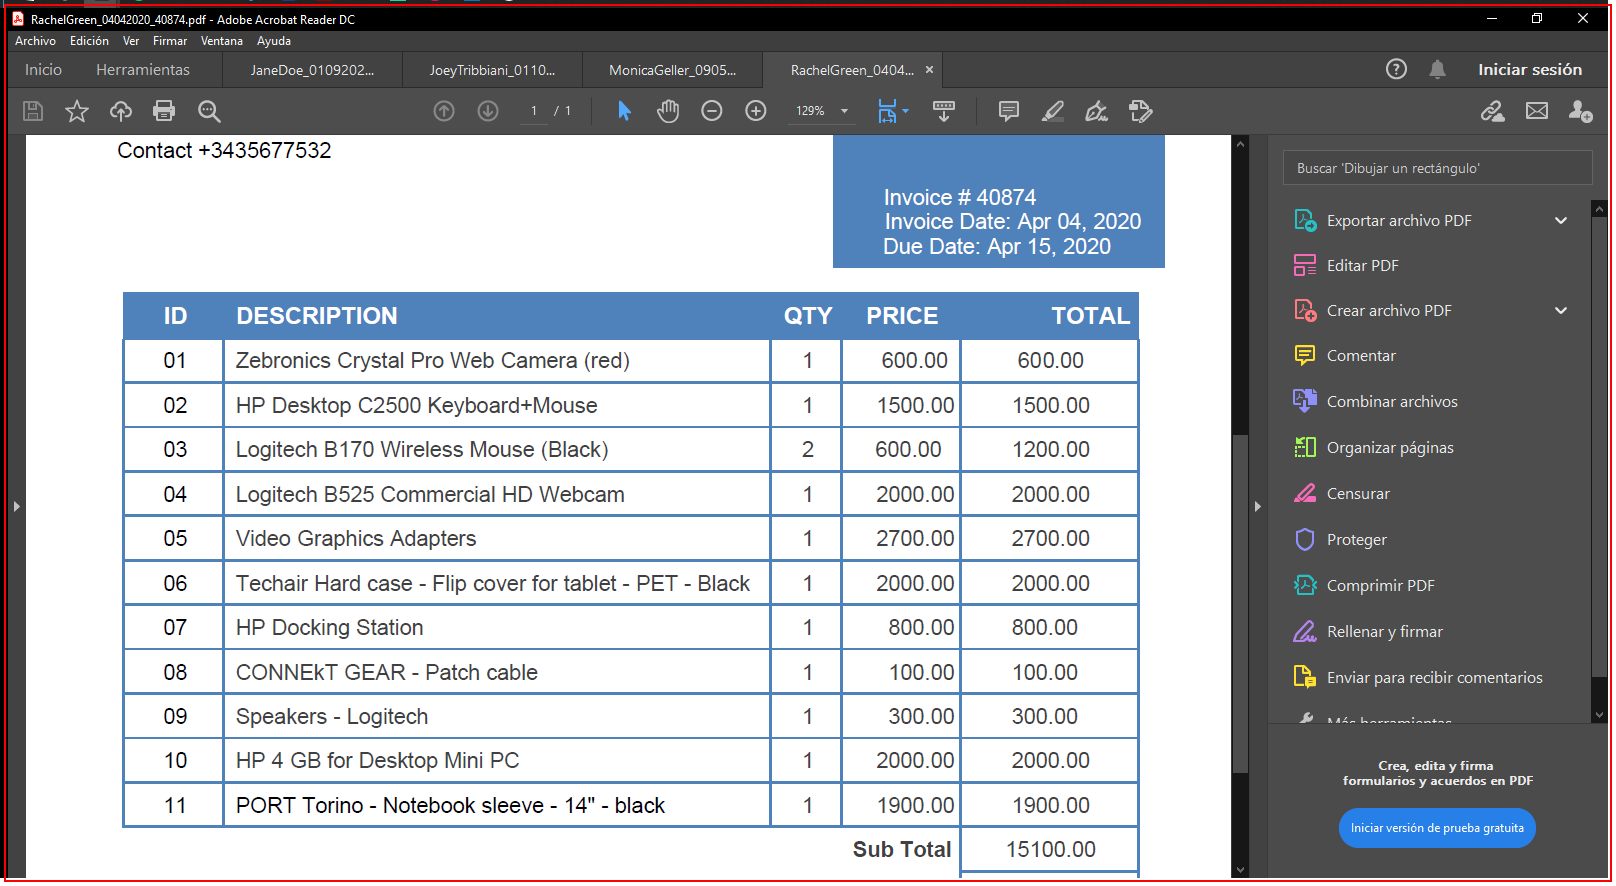 RachelGreen_04042020_40874.pdf - Adobe Acrobat Reader DC
Archivo Edición Ver Firmar Ventana Ayuda
Inicio Herramientas JaneDoe_0109202... JoeyTribbiani_0110... MonicaGeller_0905... RachelGreen_0404... × ? Iniciar sesión
1 / 1 129%
Contact +3435677532
Invoice # 40874
Invoice Date: Apr 04, 2020
Due Date: Apr 15, 2020
ID DESCRIPTION QTY PRICE TOTAL
01 Zebronics Crystal Pro Web Camera (red) 1 600.00 600.00
02 HP Desktop C2500 Keyboard+Mouse 1 1500.00 1500.00
03 Logitech B170 Wireless Mouse (Black) 2 600.00 1200.00
04 Logitech B525 Commercial HD Webcam 1 2000.00 2000.00
05 Video Graphics Adapters 1 2700.00 2700.00
06 Techair Hard case - Flip cover for tablet - PET - Black 1 2000.00 2000.00
07 HP Docking Station 1 800.00 800.00
08 CONNEkT GEAR - Patch cable 1 100.00 100.00
09 Speakers - Logitech 1 300.00 300.00
10 HP 4 GB for Desktop Mini PC 1 2000.00 2000.00
11 PORT Torino - Notebook sleeve - 14" - black 1 1900.00 1900.00
Sub Total 15100.00
Buscar 'Dibujar un rectángulo'
Exportar archivo PDF
Editar PDF
Crear archivo PDF
Comentar
Combinar archivos
Organizar páginas
Censurar
Proteger
Comprimir PDF
Rellenar y firmar
Enviar para recibir comentarios
Más herramientas
Crea, edita y firma
formularios y acuerdos en PDF
Iniciar versión de prueba gratuita